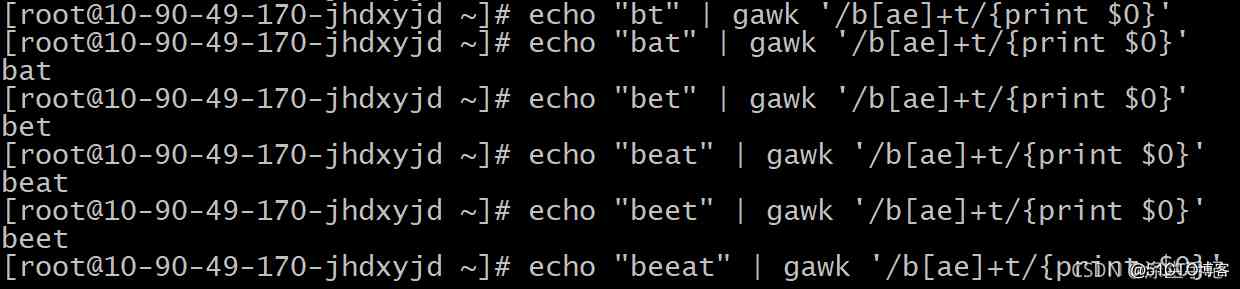 [root@10-90-49-170-jhdxyjd ~]# echo "bt" | gawk '/b[ae]+t/{print $0}'
[root@10-90-49-170-jhdxyjd ~]# echo "bat" | gawk '/b[ae]+t/{print $0}'
bat
[root@10-90-49-170-jhdxyjd ~]# echo "bet" | gawk '/b[ae]+t/{print $0}'
bet
[root@10-90-49-170-jhdxyjd ~]# echo "beat" | gawk '/b[ae]+t/{print $0}'
beat
[root@10-90-49-170-jhdxyjd ~]# echo "beet" | gawk '/b[ae]+t/{print $0}'
beet
[root@10-90-49-170-jhdxyjd ~]# echo "beeat" | gawk '/b[ae]+t/{print $0}'
CSDN @51CTO博客